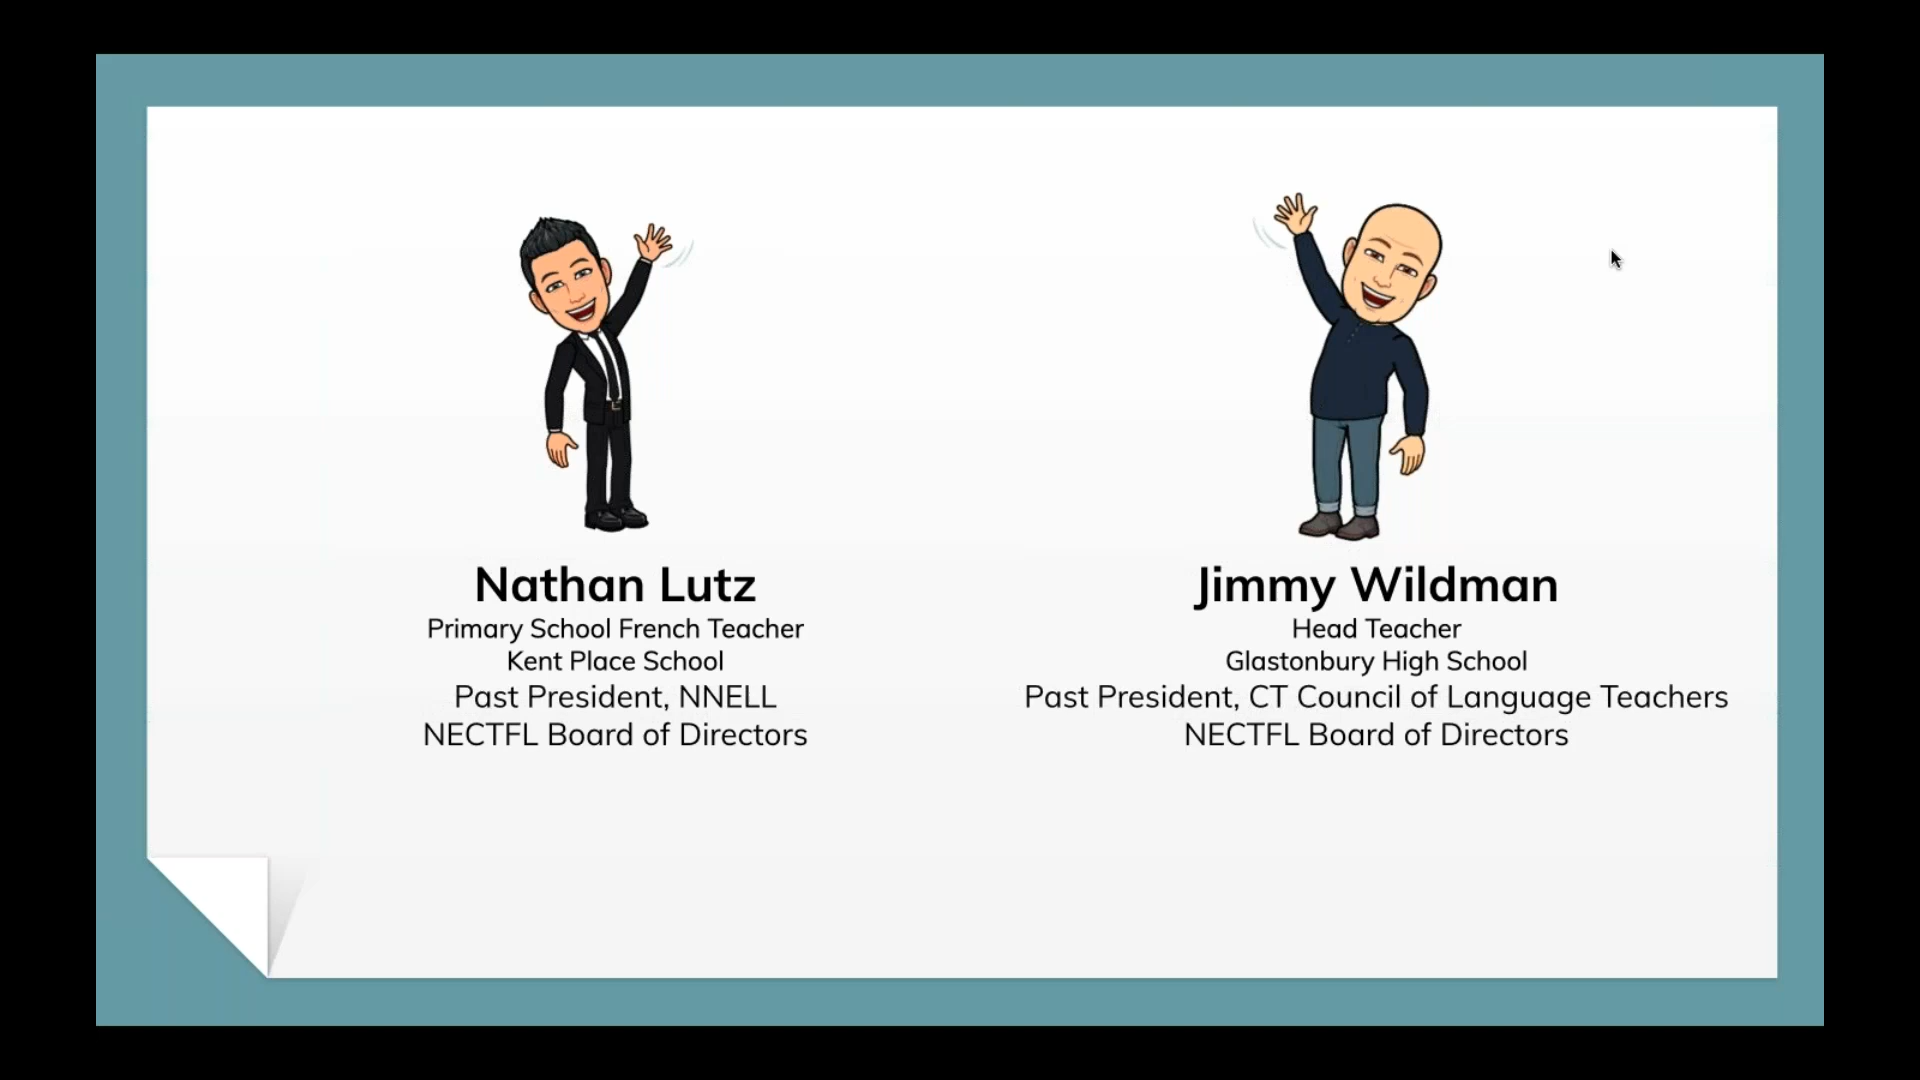 Nathan Lutz
Primary School French Teacher
Kent Place School
Past President, NNELL
NECTFL Board of Directors
Jimmy Wildman
Head Teacher
Glastonbury High School
Past President, CT Council of Language Teachers
NECTFL Board of Directors